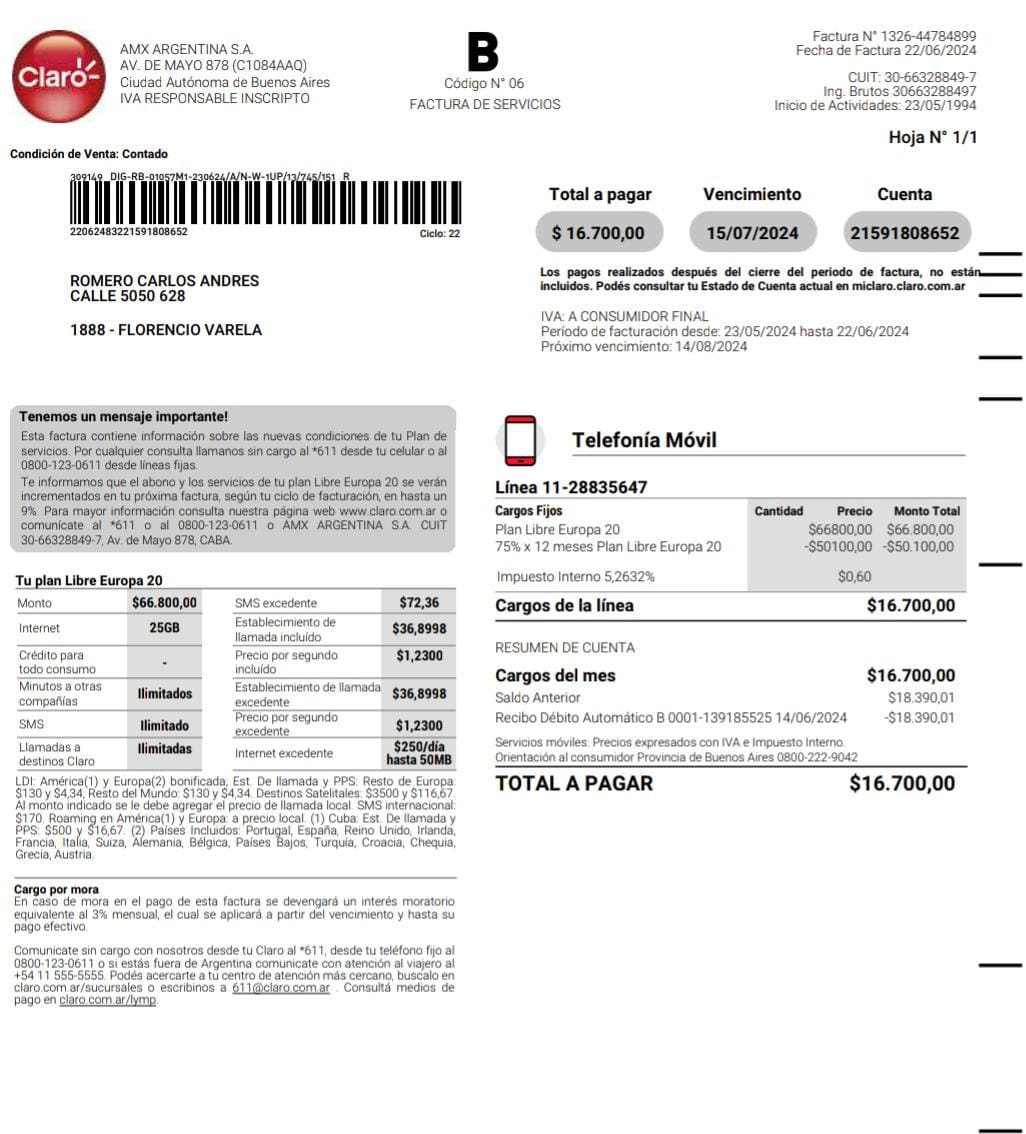 Claro
AMX ARGENTINA S.A.
AV. DE MAYO 878 (C1084AAQ)
Ciudad Autónoma de Buenos Aires
IVA RESPONSABLE INSCRIPTO
B
Código N° 06
FACTURA DE SERVICIOS
Factura N° 1326-44784899
Fecha de Factura 22/06/2024
CUIT: 30-66328849-7
Ing. Brutos 30663288497
Inicio de Actividades: 23/05/1994
Hoja N° 1/1
Condición de Venta: Contado
309149 DIG-RB-01057M1-230624/A/N-W-1UP/13/745/151 R
22062483221591808652
Ciclo: 22
ROMERO CARLOS ANDRES
CALLE 5050 628
1888 - FLORENCIO VARELA
Total a pagar Vencimiento Cuenta
$ 16.700,00 15/07/2024 21591808652
Los pagos realizados después del cierre del periodo de factura, no están
incluidos. Podés consultar tu Estado de Cuenta actual en miclaro.claro.com.ar
IVA: A CONSUMIDOR FINAL
Período de facturación desde: 23/05/2024 hasta 22/06/2024
Próximo vencimiento: 14/08/2024
Tenemos un mensaje importante!
Esta factura contiene información sobre las nuevas condiciones de tu Plan de
servicios. Por cualquier consulta llamanos sin cargo al *611 desde tu celular o al
0800-123-0611 desde líneas fijas.
Te informamos que el abono y los servicios de tu plan Libre Europa 20 se verán
incrementados en tu próxima factura, según tu ciclo de facturación, en hasta un
9%. Para mayor información consulta nuestra página web www.claro.com.ar o
comunícate al *611 o al 0800-123-0611 o AMX ARGENTINA S.A. CUIT
30-66328849-7, Av. de Mayo 878, CABA.
Tu plan Libre Europa 20
Monto $66.800,00 SMS excedente $72,36
Internet 25GB Establecimiento de
llamada incluído $36,8998
Crédito para
todo consumo - Precio por segundo
incluído $1,2300
Minutos a otras
compañías Ilimitados Establecimiento de llamada
excedente $36,8998
SMS Ilimitado Precio por segundo
excedente $1,2300
Llamadas a
destinos Claro Ilimitadas Internet excedente $250/día
hasta 50MB
LDI: América(1) y Europa(2) bonificada; Est. De llamada y PPS: Resto de Europa:
$130 y $4,34; Resto del Mundo: $130 y $4,34. Destinos Satelitales: $3500 y $116,67.
Al monto indicado se le debe agregar el precio de llamada local. SMS internacional:
$170. Roaming en América(1) y Europa: a precio local. (1) Cuba: Est. De llamada y
PPS: $500 y $16,67. (2) Países Incluidos: Portugal, España, Reino Unido, Irlanda,
Francia, Italia, Suiza, Alemania, Bélgica, Países Bajos, Turquía, Croacia, Chequia,
Grecia, Austria.
Cargo por mora
En caso de mora en el pago de esta factura se devengará un interés moratorio
equivalente al 3% mensual, el cual se aplicará a partir del vencimiento y hasta su
pago efectivo.
Comunicate sin cargo con nosotros desde tu Claro al *611, desde tu teléfono fijo al
0800-123-0611 o si estás fuera de Argentina comunicate con atención al viajero al
+54 11 555-5555. Podés acercarte a tu centro de atención más cercano, buscalo en
claro.com.ar/sucursales o escribinos a 611@claro.com.ar . Consultá medios de
pago en claro.com.ar/lymp.
Telefonía Móvil
Línea 11-28835647
Cargos Fijos Cantidad Precio Monto Total
Plan Libre Europa 20 $66800,00 $66.800,00
75% x 12 meses Plan Libre Europa 20 -$50100,00 -$50.100,00
Impuesto Interno 5,2632% $0,60
Cargos de la línea $16.700,00
RESUMEN DE CUENTA
Cargos del mes $16.700,00
Saldo Anterior $18.390,01
Recibo Débito Automático B 0001-139185525 14/06/2024 -$18.390,01
Servicios móviles: Precios expresados con IVA e Impuesto Interno.
Orientación al consumidor Provincia de Buenos Aires 0800-222-9042
TOTAL A PAGAR $16.700,00